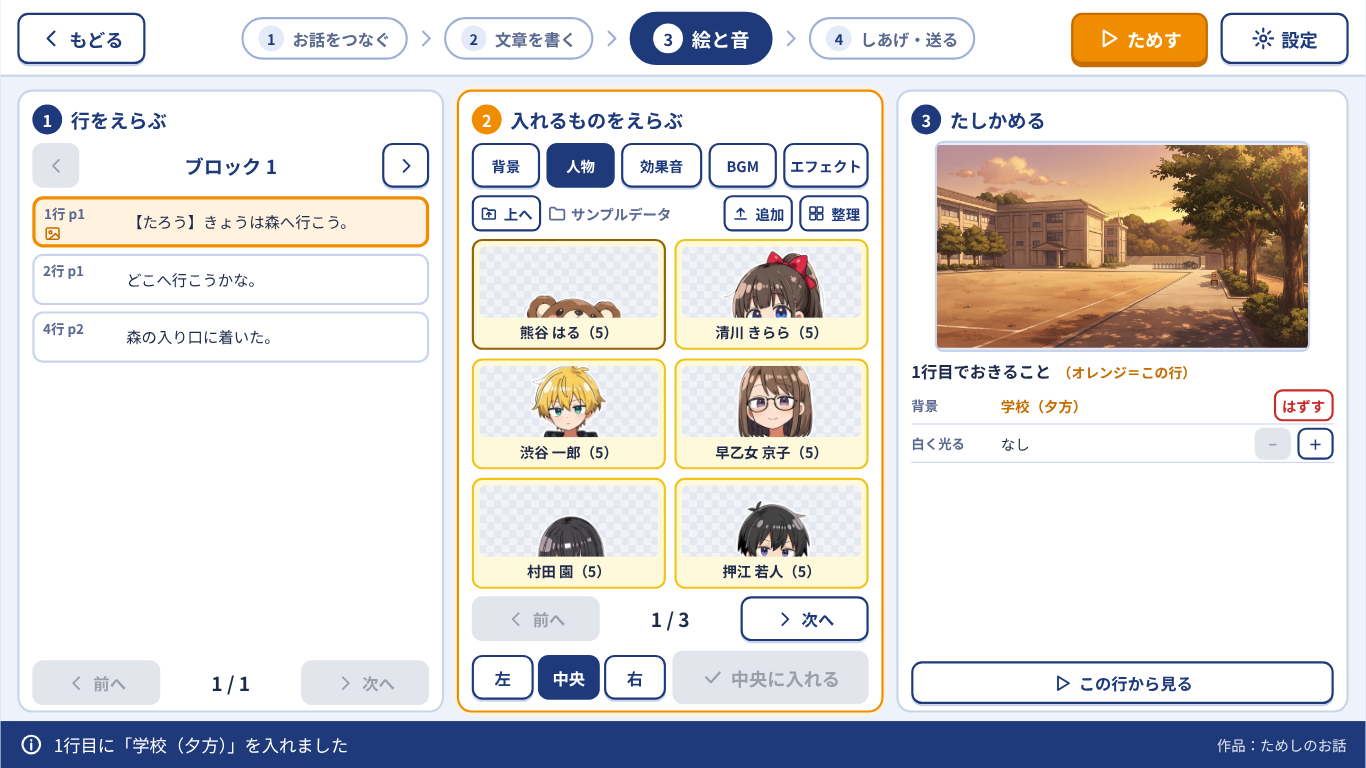 もどる
1 お話をつなぐ
2 文章を書く
3 絵と音
4 しあげ・送る
ためす
設定
1 行をえらぶ
ブロック 1
1行 p1
【たろう】きょうは森へ行こう。
2行 p1
どこへ行こうかな。
4行 p2
森の入り口に着いた。
前へ
1 / 1
次へ
2 入れるものをえらぶ
背景
人物
効果音
BGM
エフェクト
上へ
サンプルデータ
追加
整理
熊谷 はる（5）
清川 きらら（5）
渋谷 一郎（5）
早乙女 京子（5）
村田 園（5）
押江 若人（5）
前へ
1 / 3
次へ
左
中央
右
中央に入れる
3 たしかめる
1行目でおきること （オレンジ＝この行）
背景 学校（夕方） はずす
白く光る なし － ＋
この行から見る
1行目に「学校（夕方）」を入れました
作品：ためしのお話